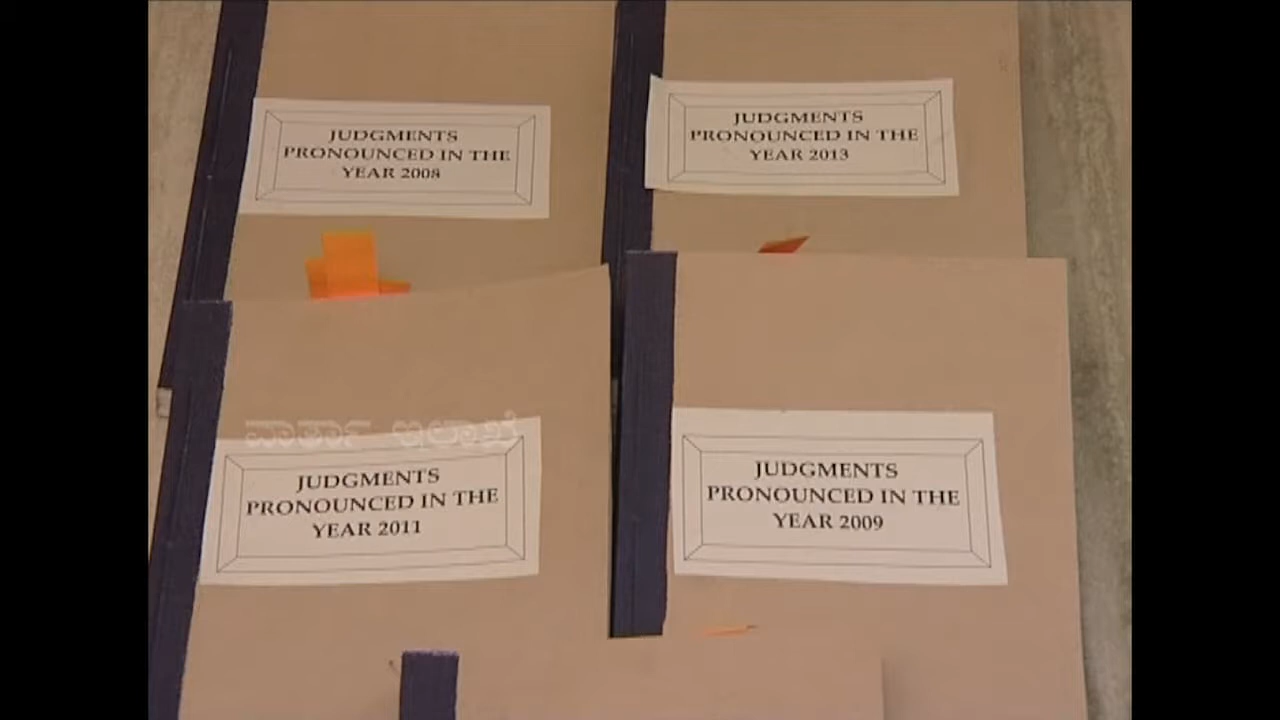 JUDGMENTS
PRONOUNCED IN THE
YEAR 2008
JUDGMENTS
PRONOUNCED IN THE
YEAR 2013
ವಾರ್ತಾ ಇಲಾಖೆ
JUDGMENTS
PRONOUNCED IN THE
YEAR 2011
JUDGMENTS
PRONOUNCED IN THE
YEAR 2009